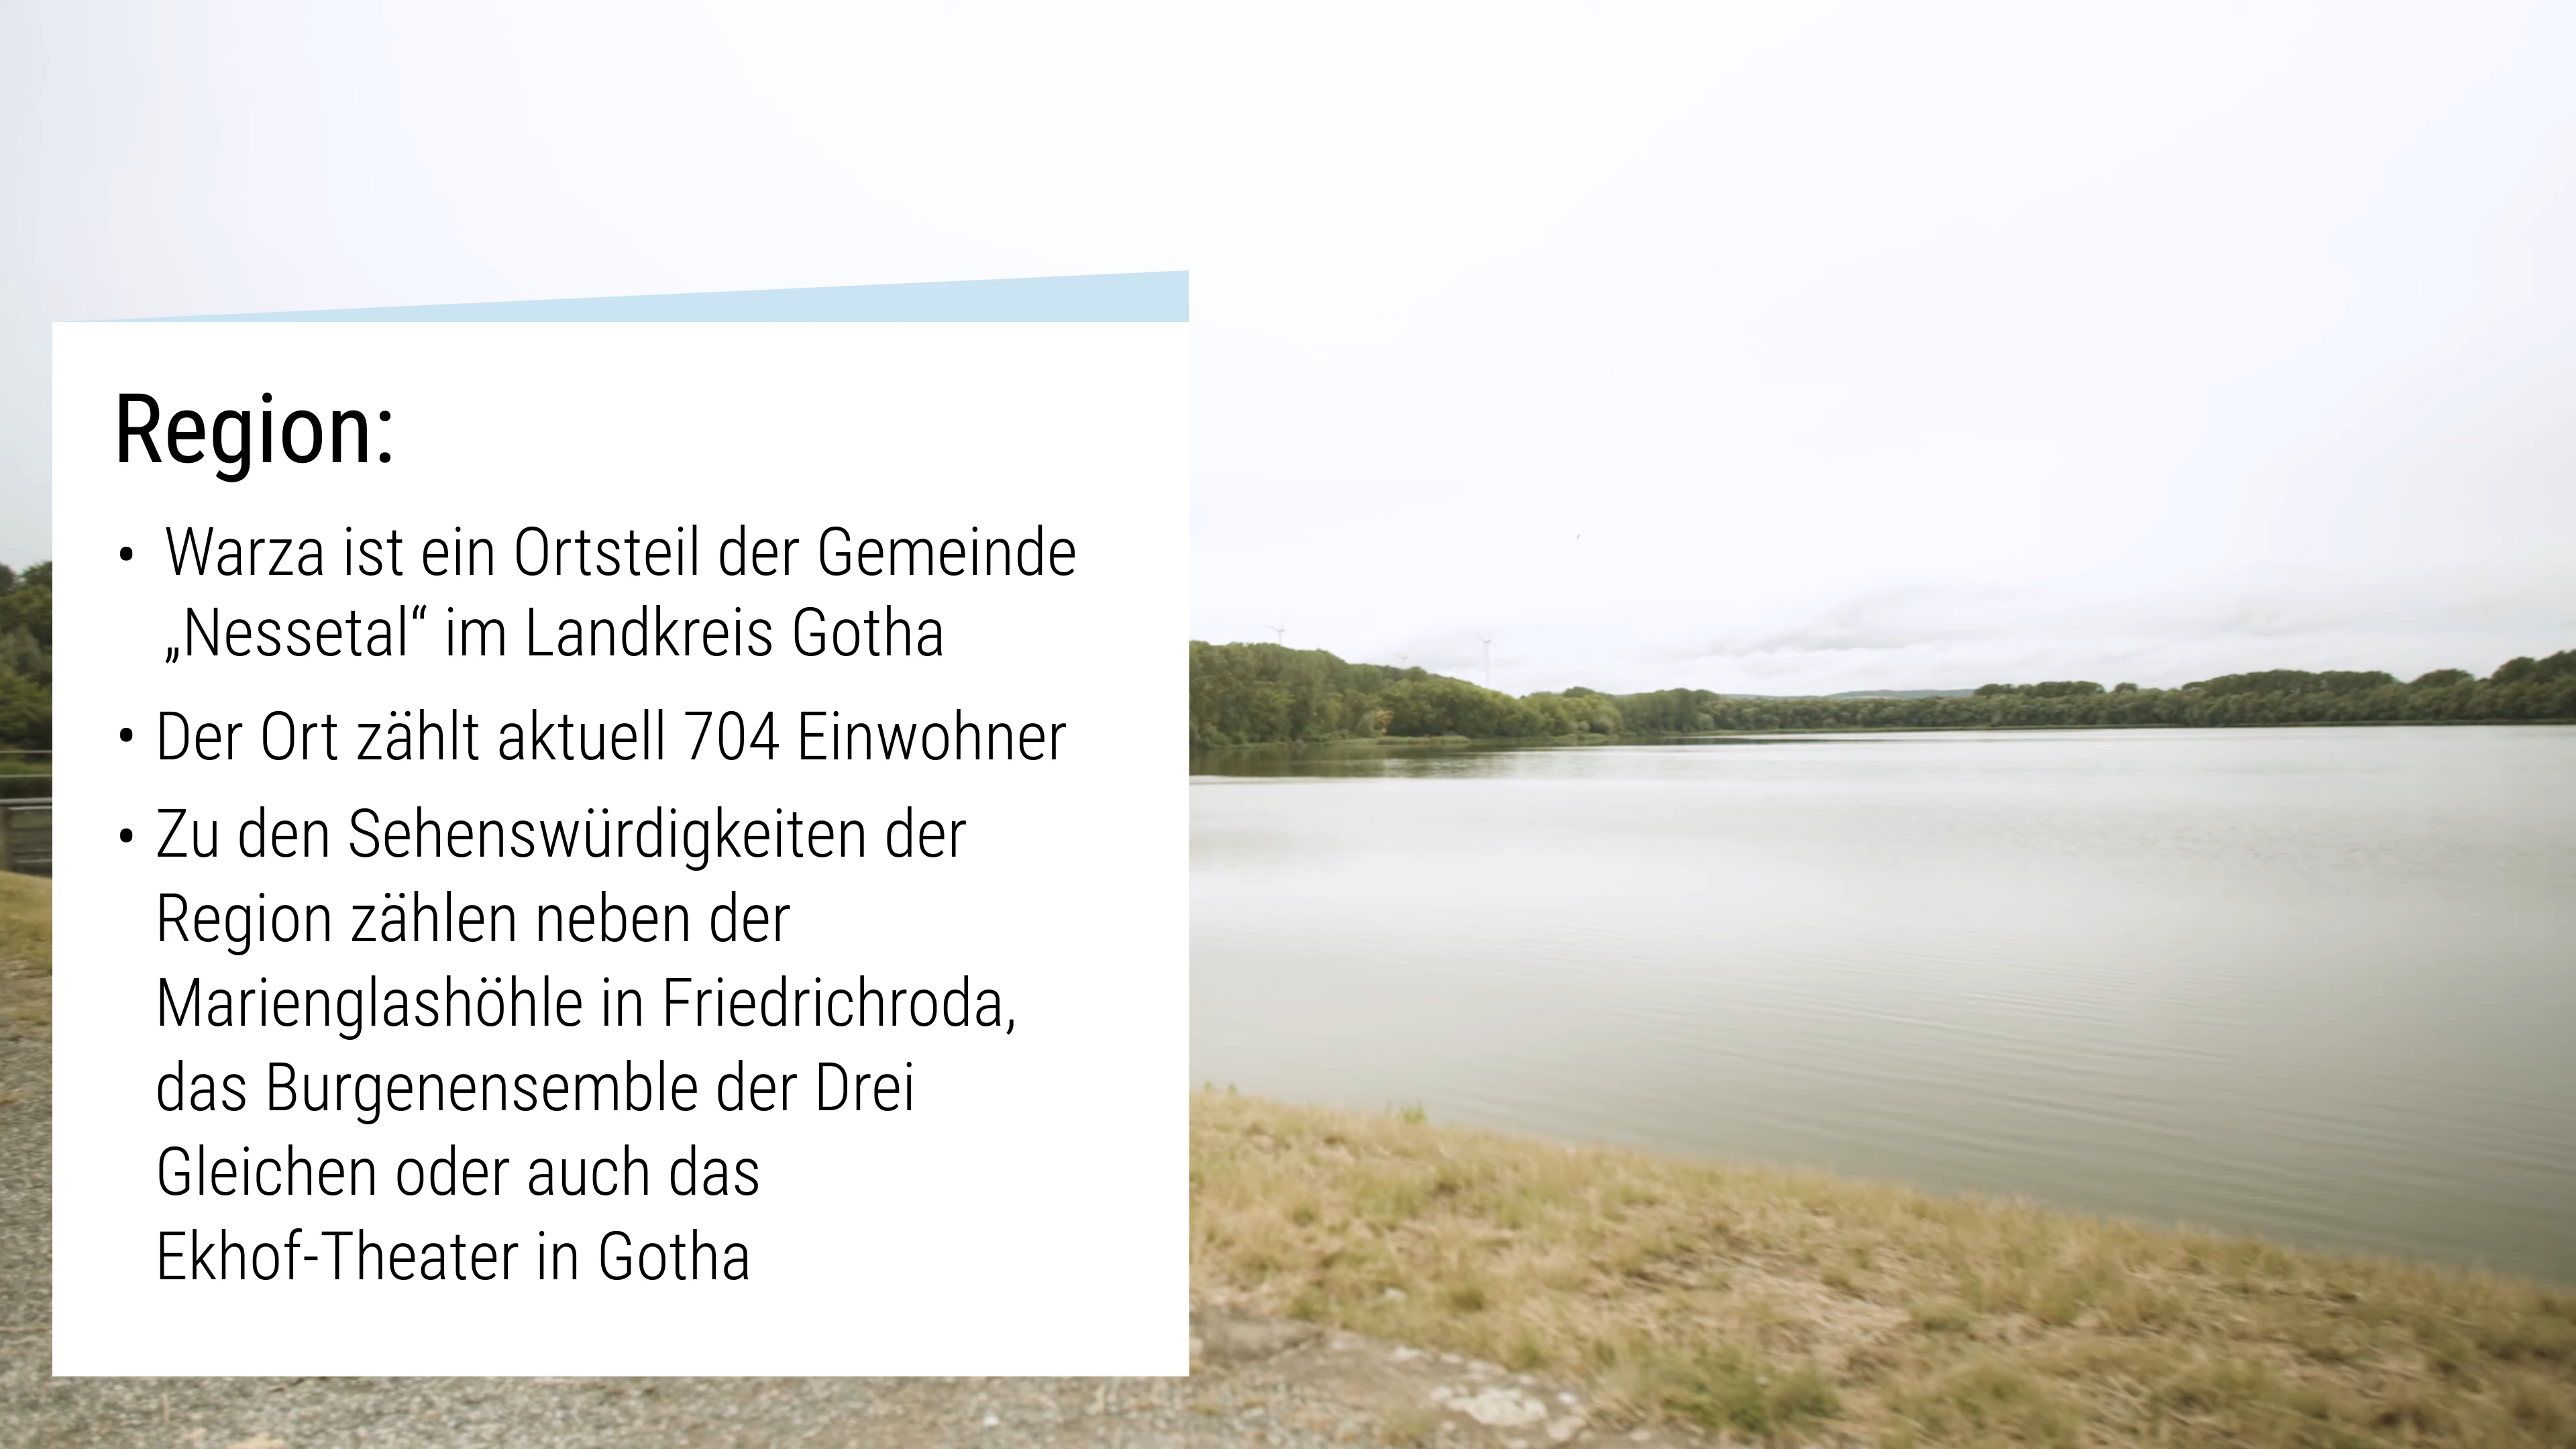 Region:
• Warza ist ein Ortsteil der Gemeinde
„Nessetal“ im Landkreis Gotha
• Der Ort zählt aktuell 704 Einwohner
• Zu den Sehenswürdigkeiten der
Region zählen neben der
Marienglashöhle in Friedrichroda,
das Burgenensemble der Drei
Gleichen oder auch das
Ekhof-Theater in Gotha